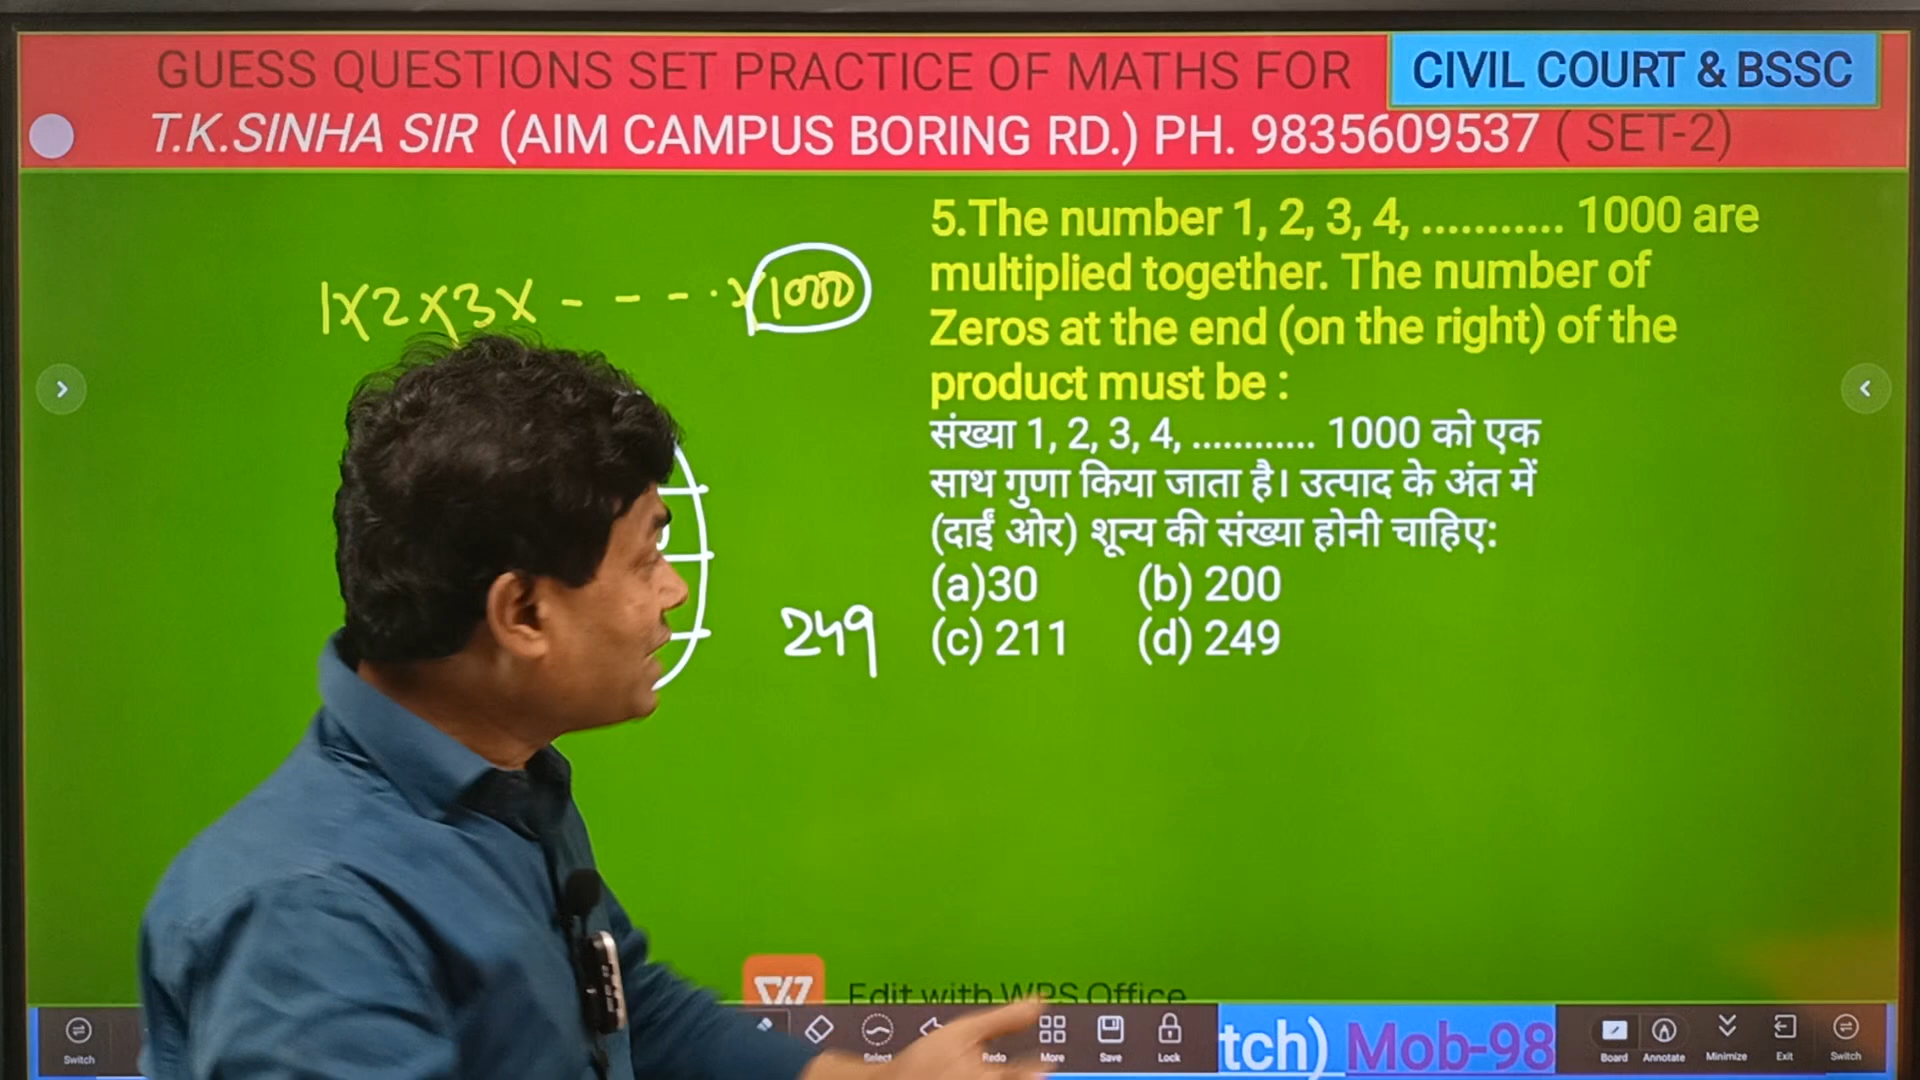 GUESS QUESTIONS SET PRACTICE OF MATHS FOR CIVIL COURT & BSSC
T.K.SINHA SIR (AIM CAMPUS BORING RD.) PH. 9835609537 ( SET-2)
1X2X3X - - - - . X 1000
5.The number 1, 2, 3, 4, ............ 1000 are
multiplied together. The number of
Zeros at the end (on the right) of the
product must be :
संख्या 1, 2, 3, 4, ............ 1000 को एक
साथ गुणा किया जाता है। उत्पाद के अंत में
(दाईं ओर) शून्य की संख्या होनी चाहिए:
(a)30 (b) 200
(c) 211 (d) 249
249
Edit with WPS Office
tch) Mob-98
Switch Select Redo More Save Lock Board Annotate Minimize Exit Switch